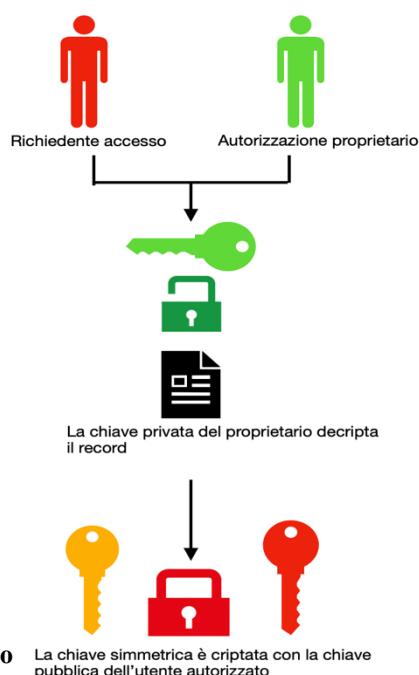 Richiedente accesso
Autorizzazione proprietario
La chiave privata del proprietario decripta
il record
o La chiave simmetrica è criptata con la chiave
pubblica dell'utente autorizzato